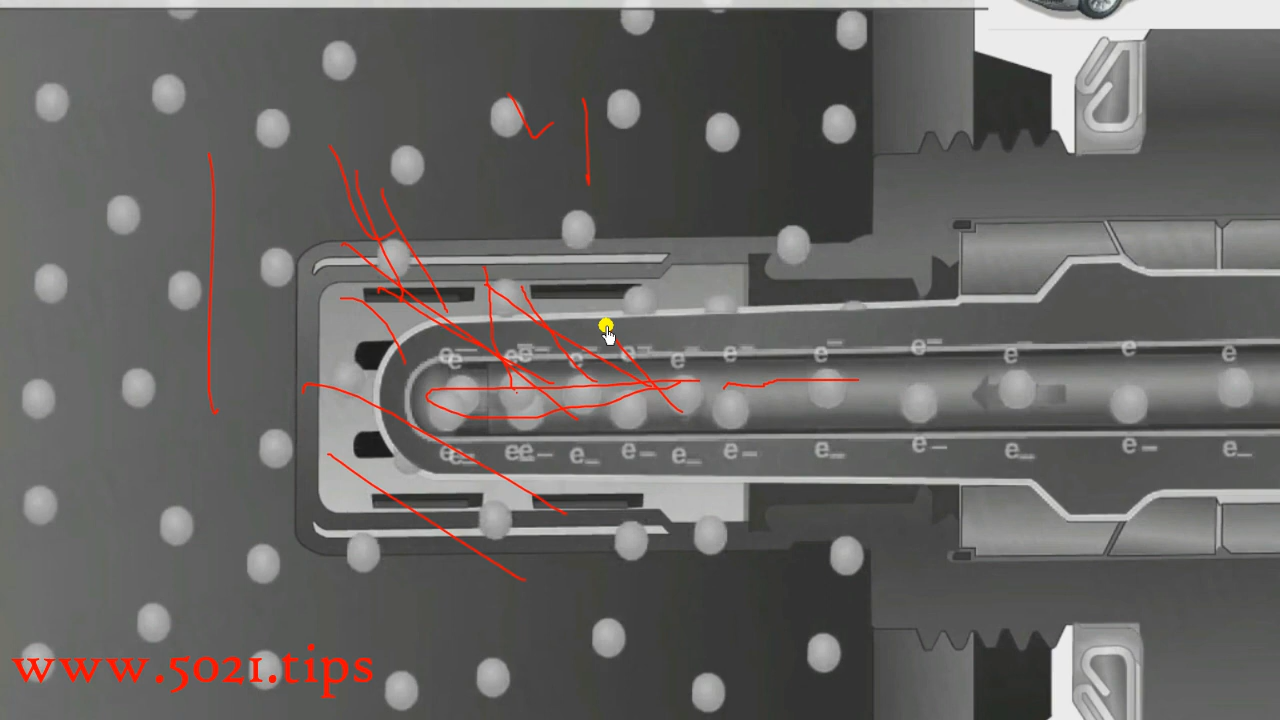 e– e– e– e– e– e– e– e– e– e– e e
e– e– e– e– e– e– e– e– e– e– e– e–
www.5021.tips